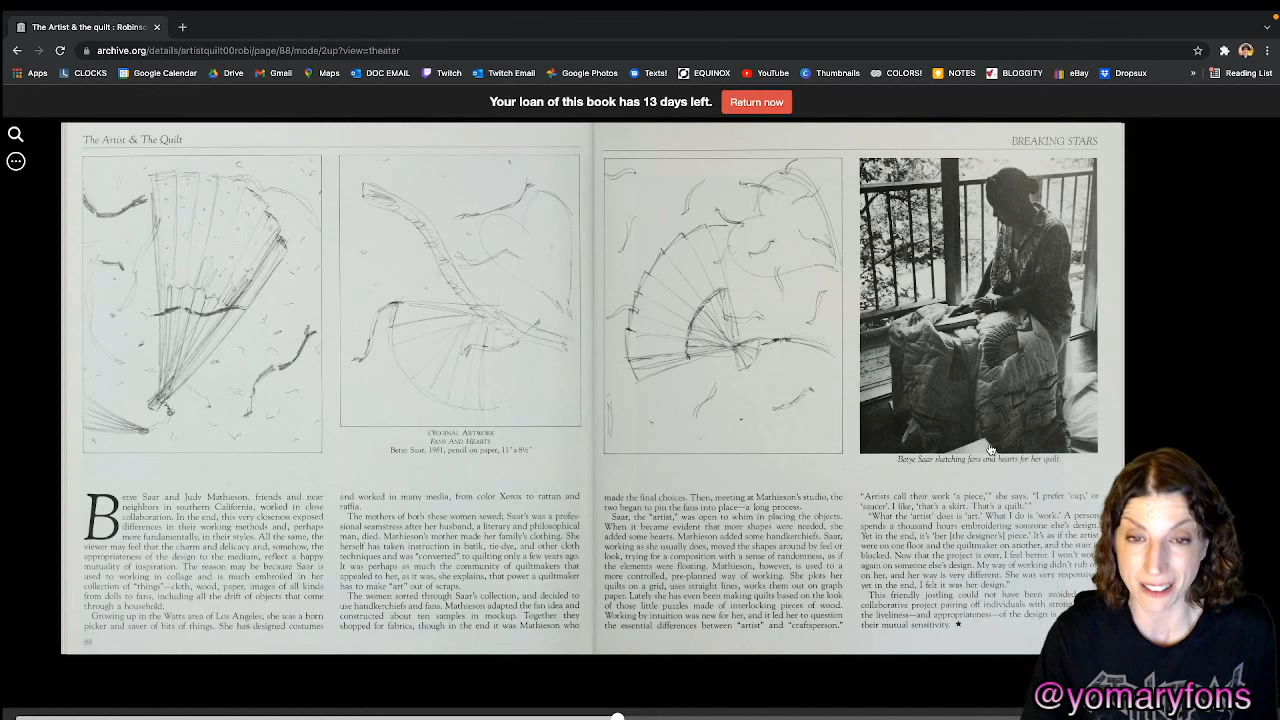 The Artist & the quilt : Robinso
archive.org/details/artistquilt00robi/page/88/mode/2up?view=theater
Apps CLOCKS Google Calendar Drive Gmail Maps DOC EMAIL Twitch Twitch Email Google Photos Texts! EQUINOX YouTube Thumbnails COLORS! NOTES BLOGGITY eBay Dropsux » Reading List
Your loan of this book has 13 days left. Return now
The Artist & The Quilt
BREAKING STARS
ORIGINAL ARTWORK
FANS AND HEARTS
Betye Saar, 1981, pencil on paper, 11"x8½"
Betye Saar sketching fans and hearts for her quilt.
Betye Saar and Judy Mathieson, friends and near
neighbors in southern California, worked in close
collaboration. In the end, this very closeness exposed
differences in their working methods and, perhaps
more fundamentally, in their styles. All the same, the
viewer may feel that the charm and delicacy and, somehow, the
appropriateness of the design to the medium, reflect a happy
mutuality of inspiration. The reason may be because Saar is
used to working in collage and is much embroiled in her
collection of "things"—cloth, wood, paper, images of all kinds
from dolls to fans, including all the drift of objects that come
through a household.
Growing up in the Watts area of Los Angeles, she was a born
picker and saver of bits of things. She has designed costumes
88
and worked in many media, from color Xerox to rattan and
raffia.
The mothers of both these women sewed; Saar's was a profes-
sional seamstress after her husband, a literary and philosophical
man, died. Mathieson's mother made her family's clothing. She
herself has taken instruction in batik, tie-dye, and other cloth
techniques and was "converted" to quilting only a few years ago.
It was perhaps as much the community of quiltmakers that
appealed to her, as it was, she explains, that power a quiltmaker
has to make "art" out of scraps.
The women sorted through Saar's collection, and decided to
use handkerchiefs and fans. Mathieson adapted the fan idea and
constructed about ten samples in mockup. Together they
shopped for fabrics, though in the end it was Mathieson who
made the final choices. Then, meeting at Mathieson's studio, the
two began to pin the fans into place—a long process.
Saar, the "artist," was open to whim in placing the objects.
When it became evident that more shapes were needed, she
added some hearts. Mathieson added some handkerchiefs. Saar,
working as she usually does, moved the shapes around by feel or
look, trying for a composition with a sense of randomness, as if
the elements were floating. Mathieson, however, is used to a
more controlled, pre-planned way of working. She plots her
quilts on a grid, uses straight lines, works them out on graph
paper. Lately she has even been making quilts based on the look
of those little puzzles made of interlocking pieces of wood.
Working by intuition was new for her, and it led her to question
the essential differences between "artist" and "craftsperson."
"Artists call their work 'a piece,'" she says. "I prefer 'cup,' or
'saucer'. I like, 'that's a skirt. That's a quilt.'"
"What the 'artist' does is 'art.' What I do is 'work.' A person
spends a thousand hours embroidering someone else's design.
Yet in the end, it's 'her [the designer's] piece.' It's as if the artist
were on one floor and the quiltmaker on another, and the stair
blocked. Now that the project is over, I feel better. I won't
again on someone else's design. My way of working didn't rub
on her, and her way is very different. She was very responsive
yet in the end, I felt it was her design."
This friendly jostling could not have been avoided
collaborative project pairing off individuals with strong
the liveliness—and appropriateness—of the design is
their mutual sensitivity. ★
@yomaryfons